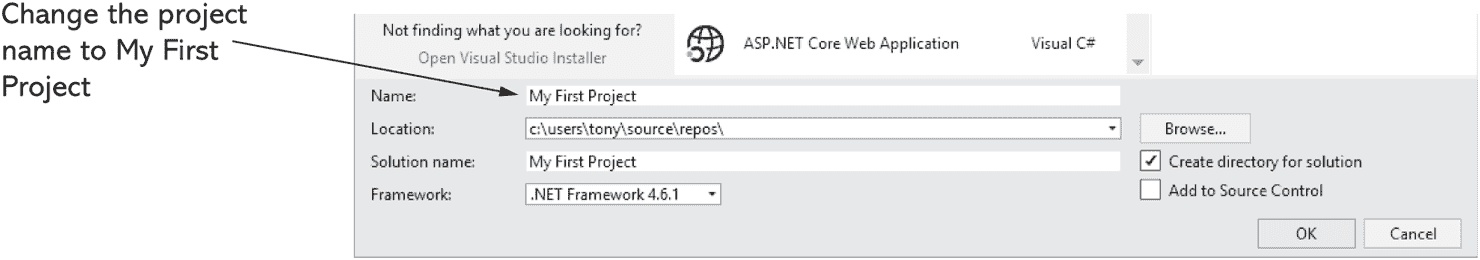 Change the project
name to My First
Project
Not finding what you are looking for?
Open Visual Studio Installer
ASP.NET Core Web Application Visual C#
Name: My First Project
Location: c:\users\tony\source\repos\ Browse...
Solution name: My First Project Create directory for solution
Framework: .NET Framework 4.6.1 Add to Source Control
OK Cancel